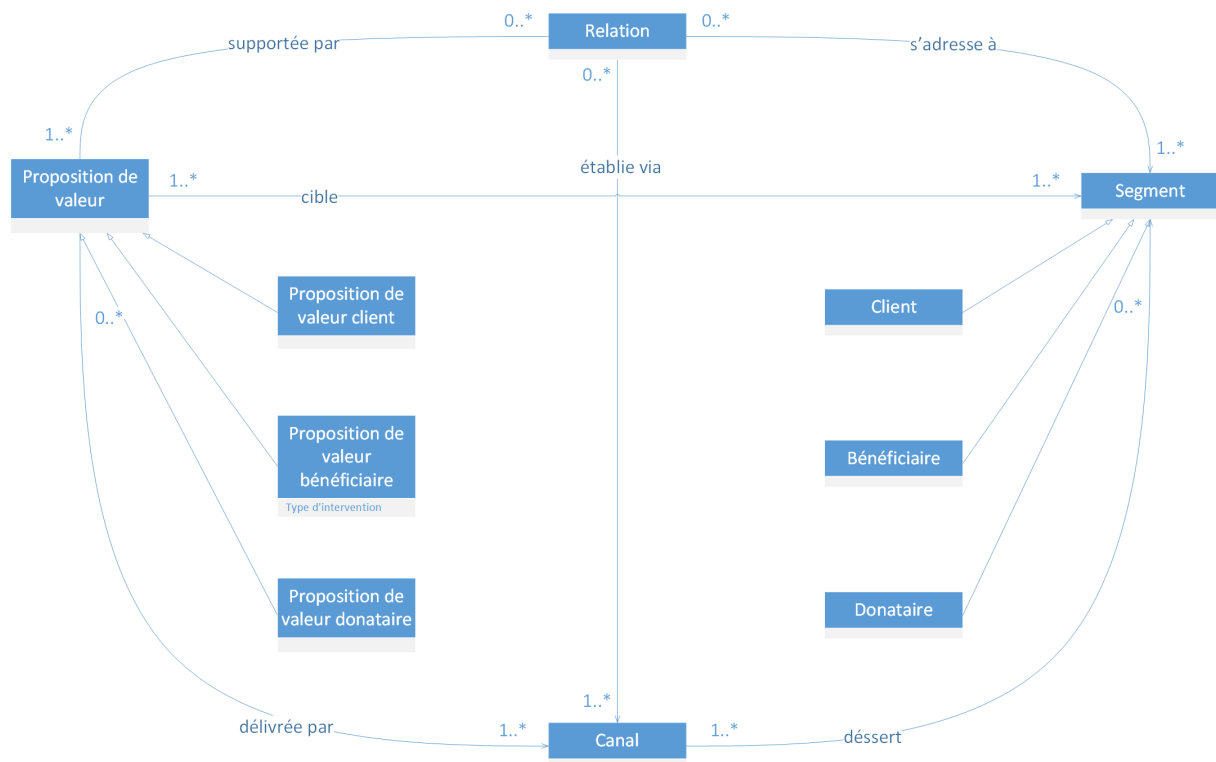 0..*
Relation
0..*
supportée par
s’adresse à
0..*
1..*
1..*
établie via
Proposition de
valeur
1..*
cible
1..*
Segment
Proposition de
valeur client
Client
0..*
0..*
Proposition de
valeur
bénéficiaire
Type d'intervention
Bénéficiaire
Proposition de
valeur donataire
Donataire
1..*
délivrée par
1..*
Canal
1..*
déssert